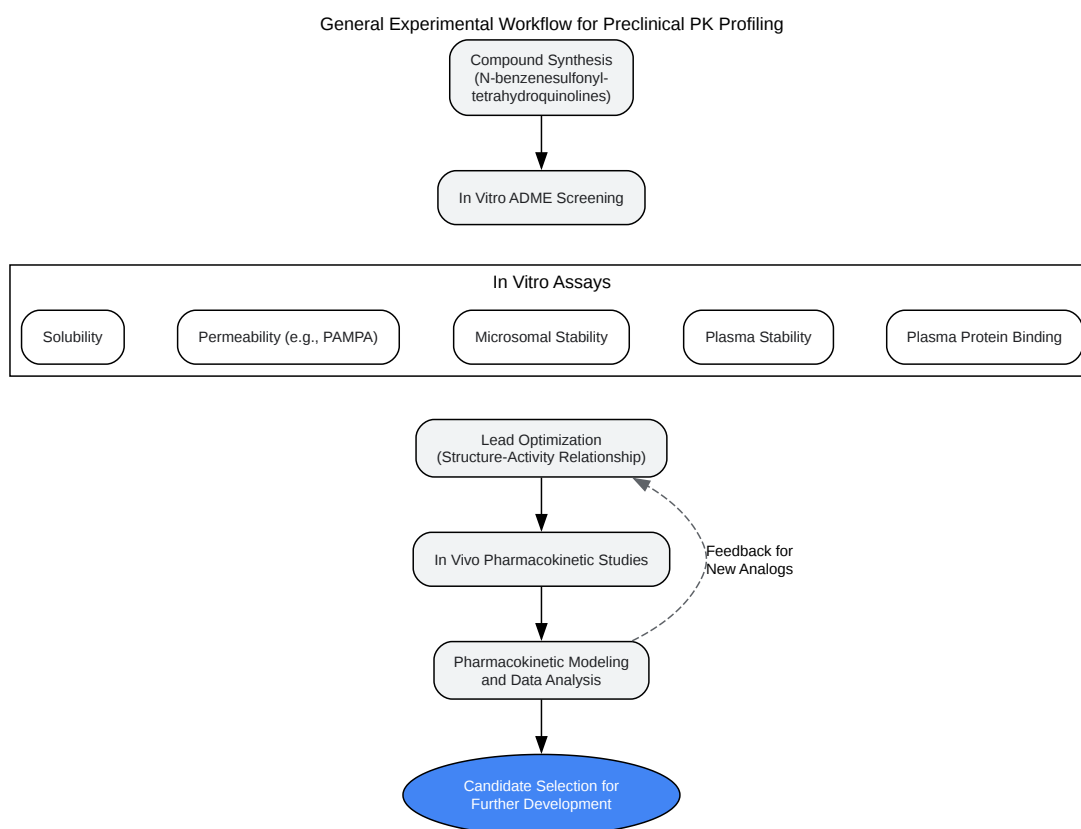 General Experimental Workflow for Preclinical PK Profiling
Compound Synthesis
(N-benzenesulfonyl-
tetrahydroquinolines)
In Vitro ADME Screening
In Vitro Assays
Solubility
Permeability (e.g., PAMPA)
Microsomal Stability
Plasma Stability
Plasma Protein Binding
Lead Optimization
(Structure-Activity Relationship)
In Vivo Pharmacokinetic Studies
Feedback for
New Analogs
Pharmacokinetic Modeling
and Data Analysis
Candidate Selection for
Further Development